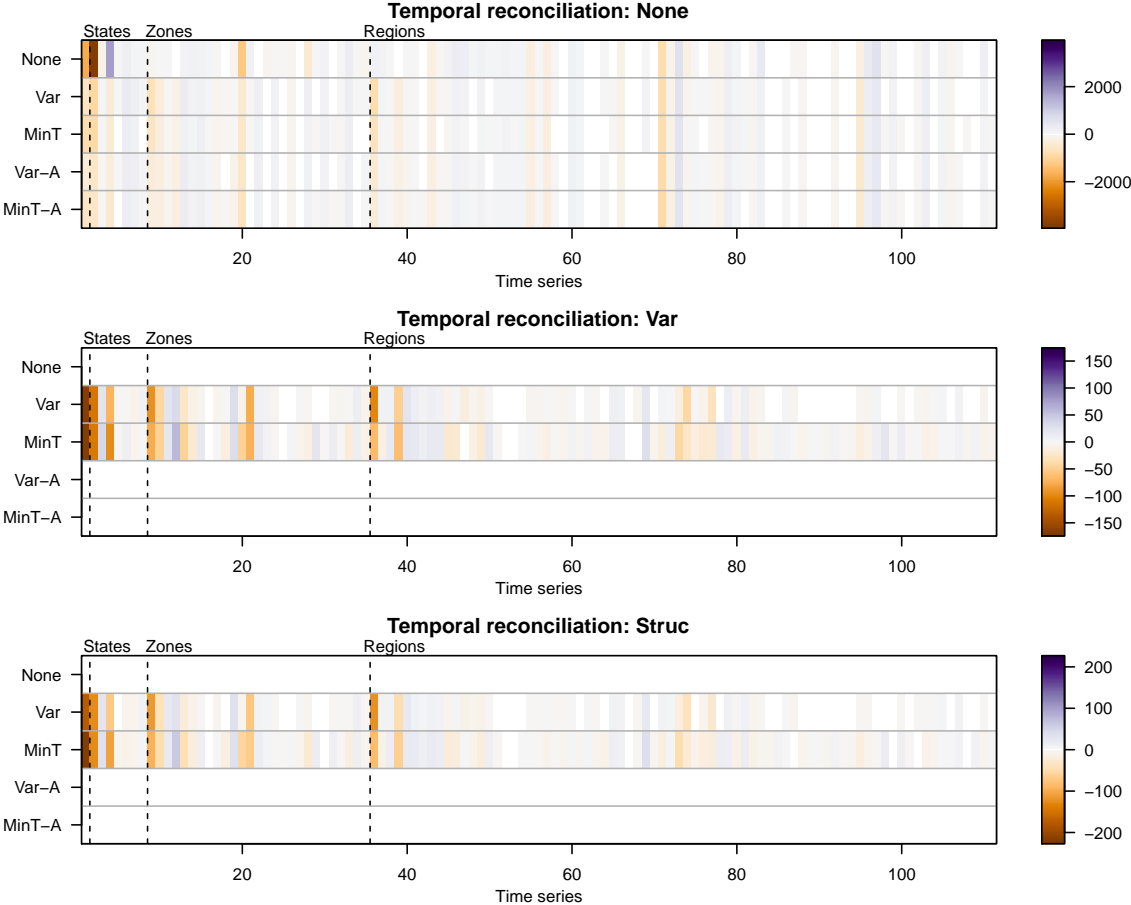 Temporal reconciliation: None
States Zones Regions
None
Var
MinT
Var−A
MinT−A
2000
0
−2000
20 40 60 80 100
Time series
Temporal reconciliation: Var
States Zones Regions
None
Var
MinT
Var−A
MinT−A
150
100
50
0
−50
−100
−150
20 40 60 80 100
Time series
Temporal reconciliation: Struc
States Zones Regions
None
Var
MinT
Var−A
MinT−A
200
100
0
−100
−200
20 40 60 80 100
Time series